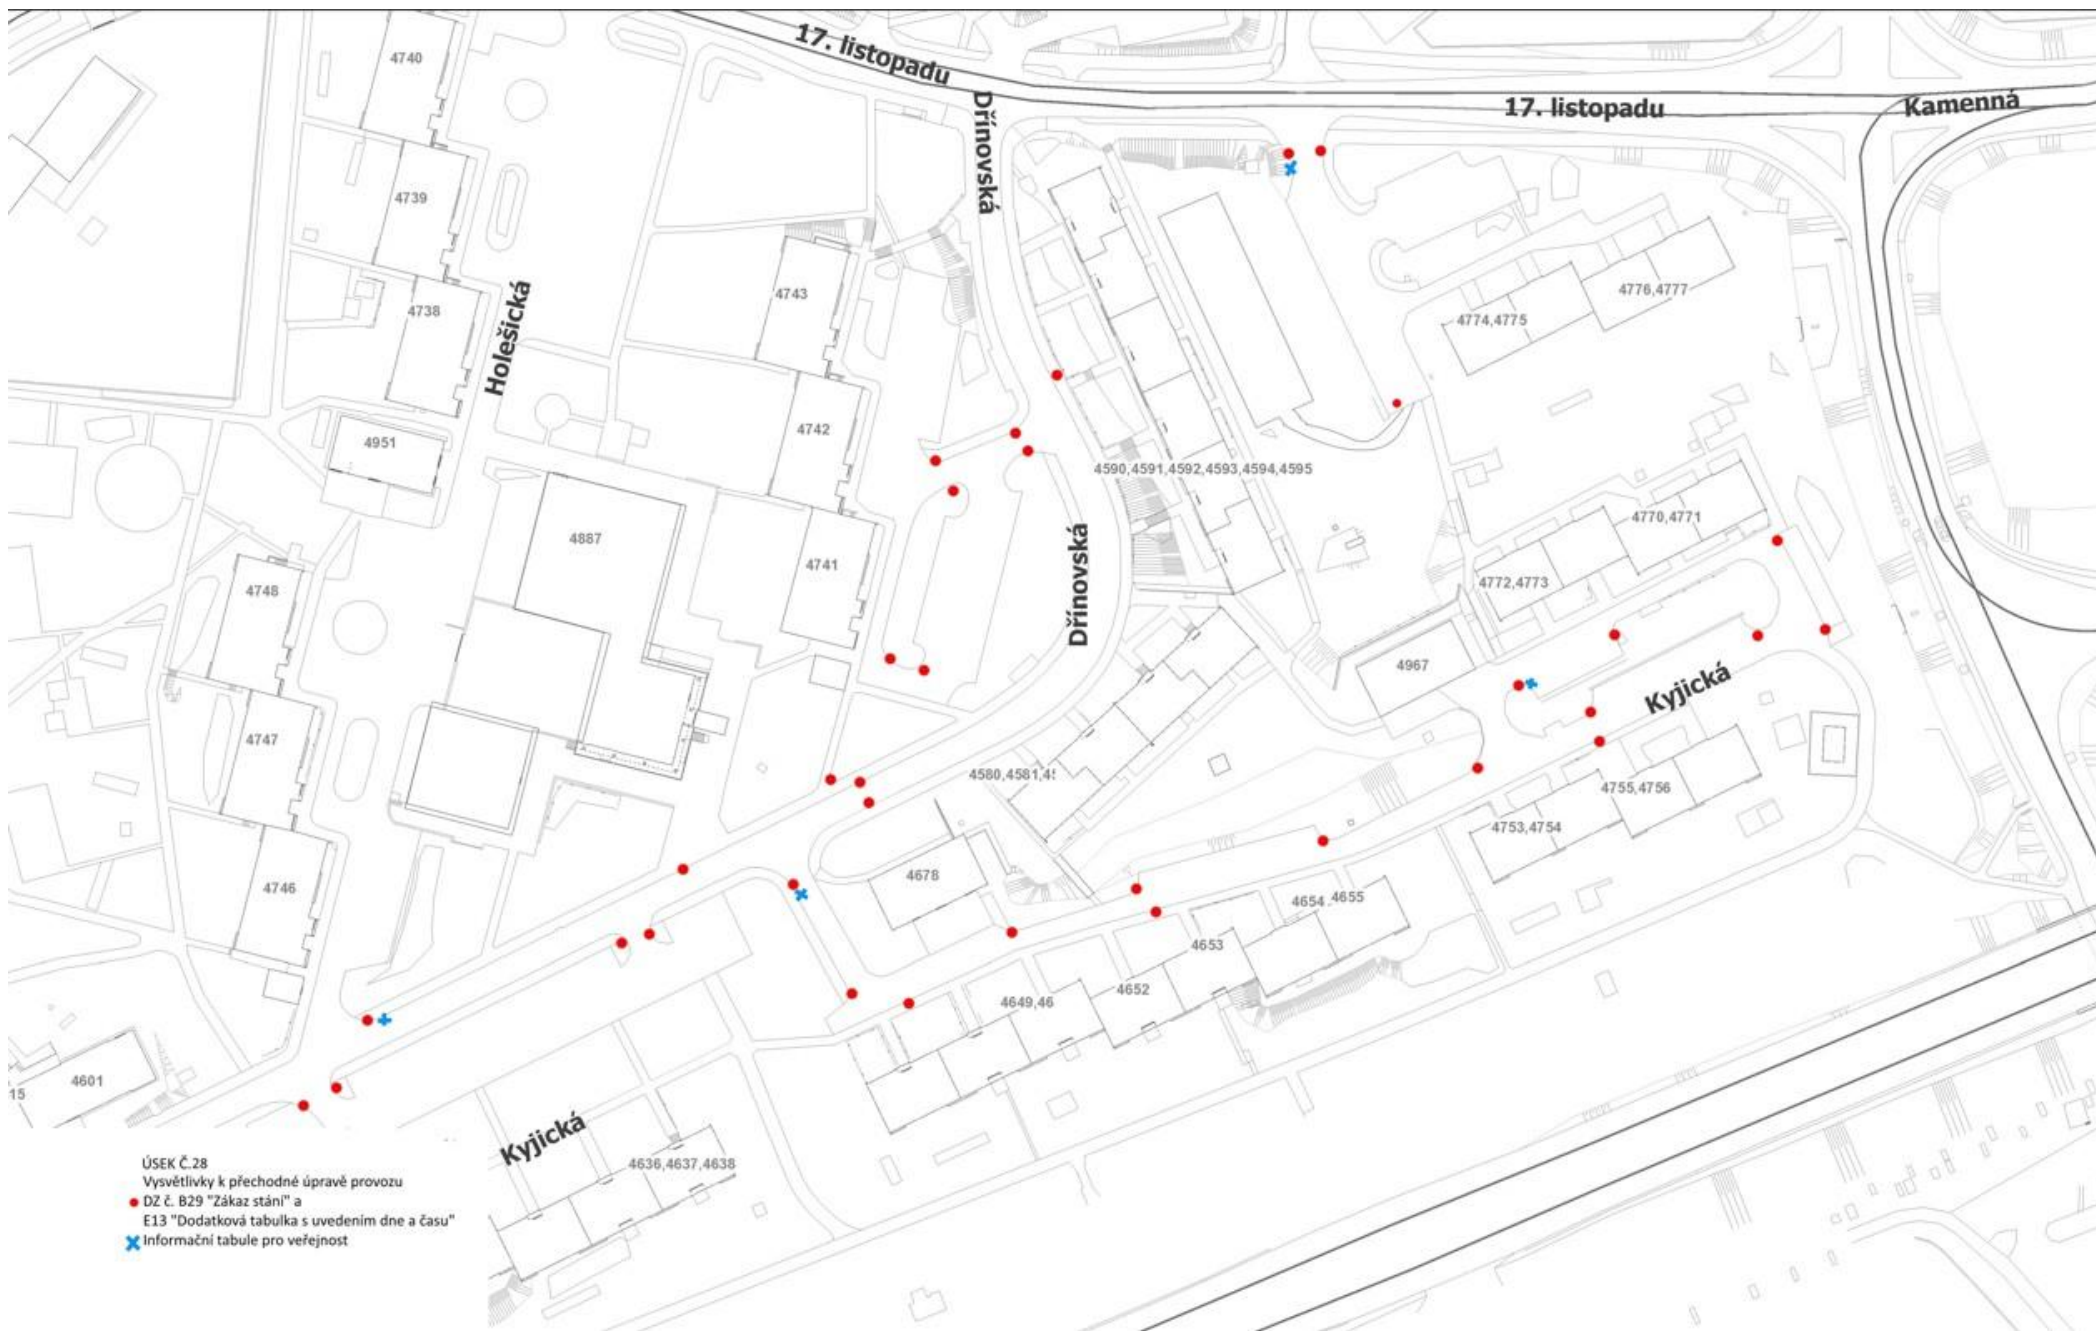 17. listopadu
4740
Dřínovská
17. listopadu
Kamenná
4739
4738
Holešická
4743
4776,4777
4774,4775
4951
4742
4590,4591,4592,4593,4594,4595
4887
4741
Dřínovská
4770,4771
4772,4773
4748
4967
Kyjická
4747
4580,4581,45
4755,4756
4753,4754
4746
4678
4654
4655
4653
4652
4649,46
4601
15
Kyjická
4636,4637,4638
ÚSEK Č.28
Vysvětlivky k přechodné úpravě provozu
DZ č. B29 "Zákaz stání" a
E13 "Dodatková tabulka s uvedením dne a času"
Informační tabule pro veřejnost